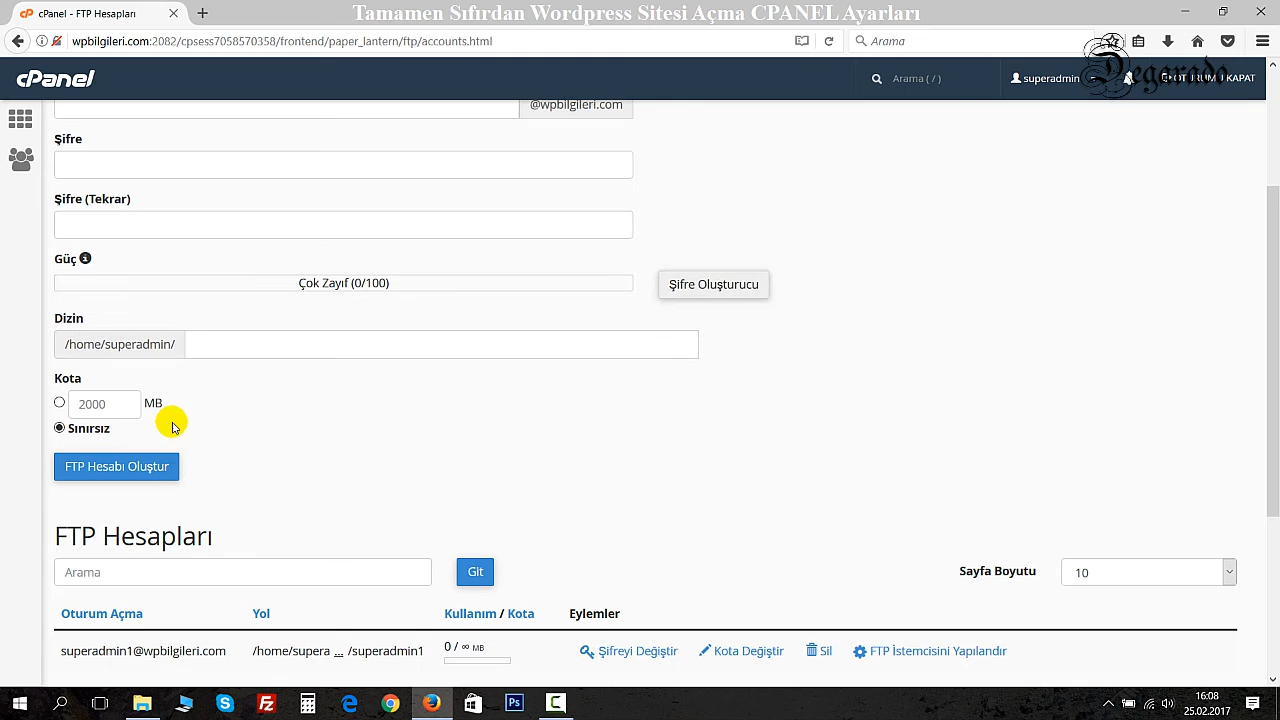 cPanel - FTP Hesapları
Tamamen Sıfırdan Wordpress Sitesi Açma CPANEL Ayarları
wpbilgileri.com:2082/cpsess7058570358/frontend/paper_lantern/ftp/accounts.html
Arama
cPanel
Arama ( / )
superadmin
OTURUMU KAPAT
Degarado
@wpbilgileri.com
Şifre
Şifre (Tekrar)
Güç
Çok Zayıf (0/100)
Şifre Oluşturucu
Dizin
/home/superadmin/
Kota
2000 MB
Sınırsız
FTP Hesabı Oluştur
FTP Hesapları
Arama
Git
Sayfa Boyutu
10
Oturum Açma Yol Kullanım / Kota Eylemler
superadmin1@wpbilgileri.com /home/supera ... /superadmin1 0 / ∞ MB Şifreyi Değiştir Kota Değiştir Sil FTP İstemcisini Yapılandır
16:08
25.02.2017